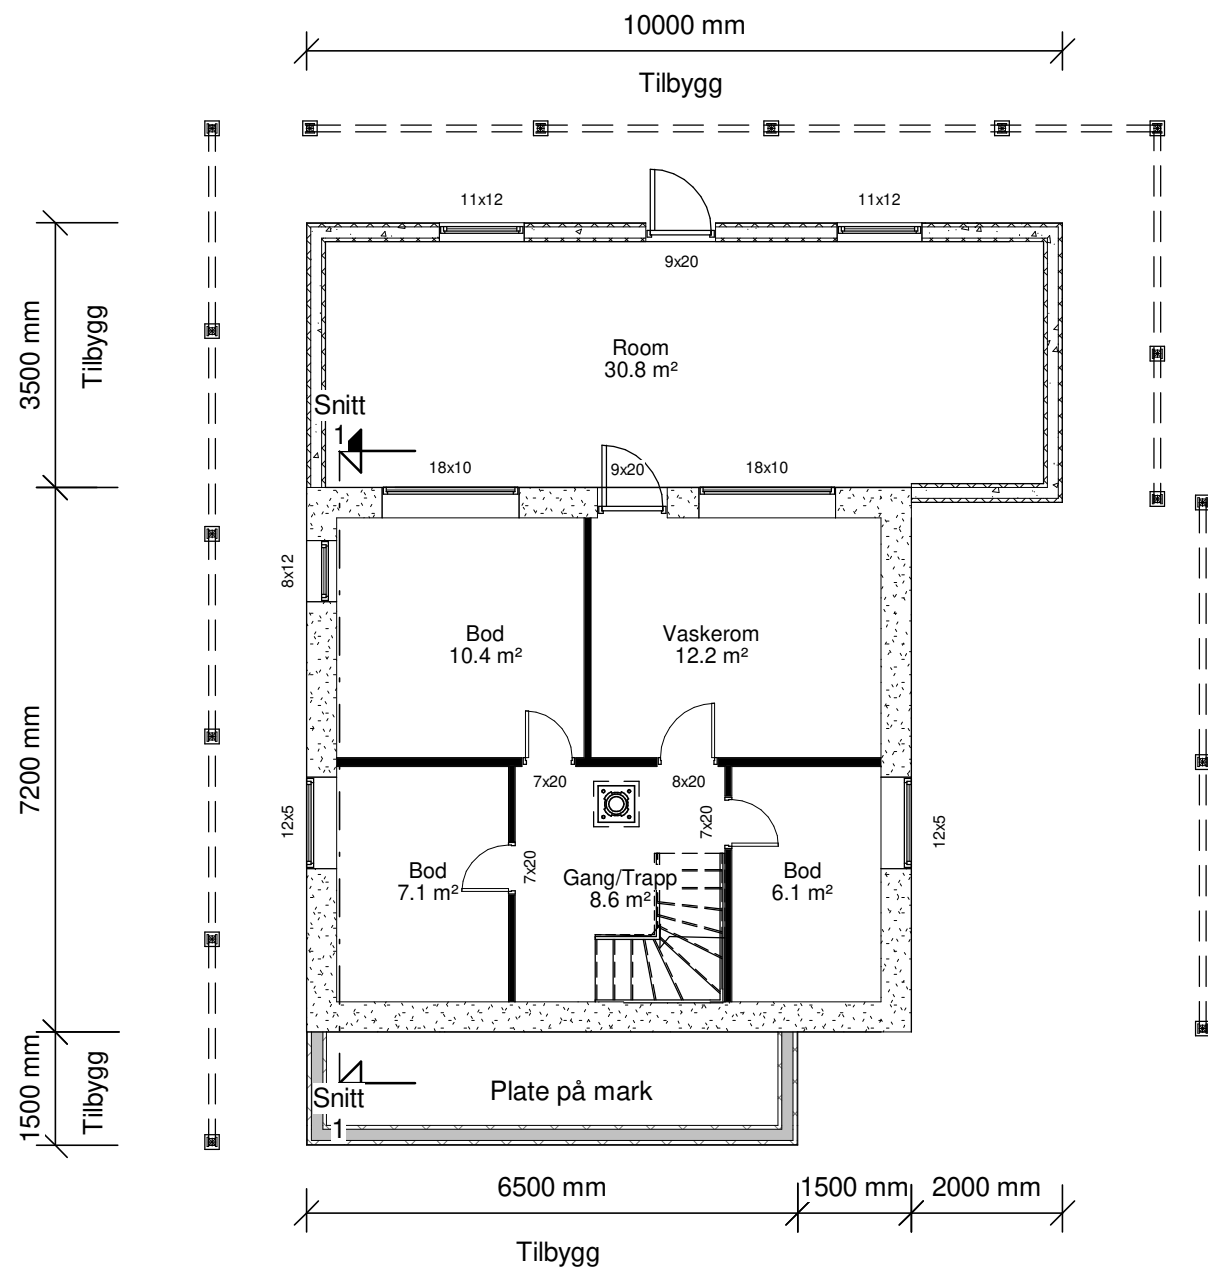 10000 mm
Tilbygg
11x12
11x12
9x20
3500 mm
Tilbygg
Room
30.8 m²
Snitt
1
18x10
9x20
18x10
8x12
Bod
10.4 m²
Vaskerom
12.2 m²
7200 mm
7x20
8x20
12x5
7x20
12x5
7x20
Bod
7.1 m²
Gang/Trapp
8.6 m²
Bod
6.1 m²
1500 mm
Tilbygg
Plate på mark
Snitt
1
6500 mm
1500 mm
2000 mm
Tilbygg